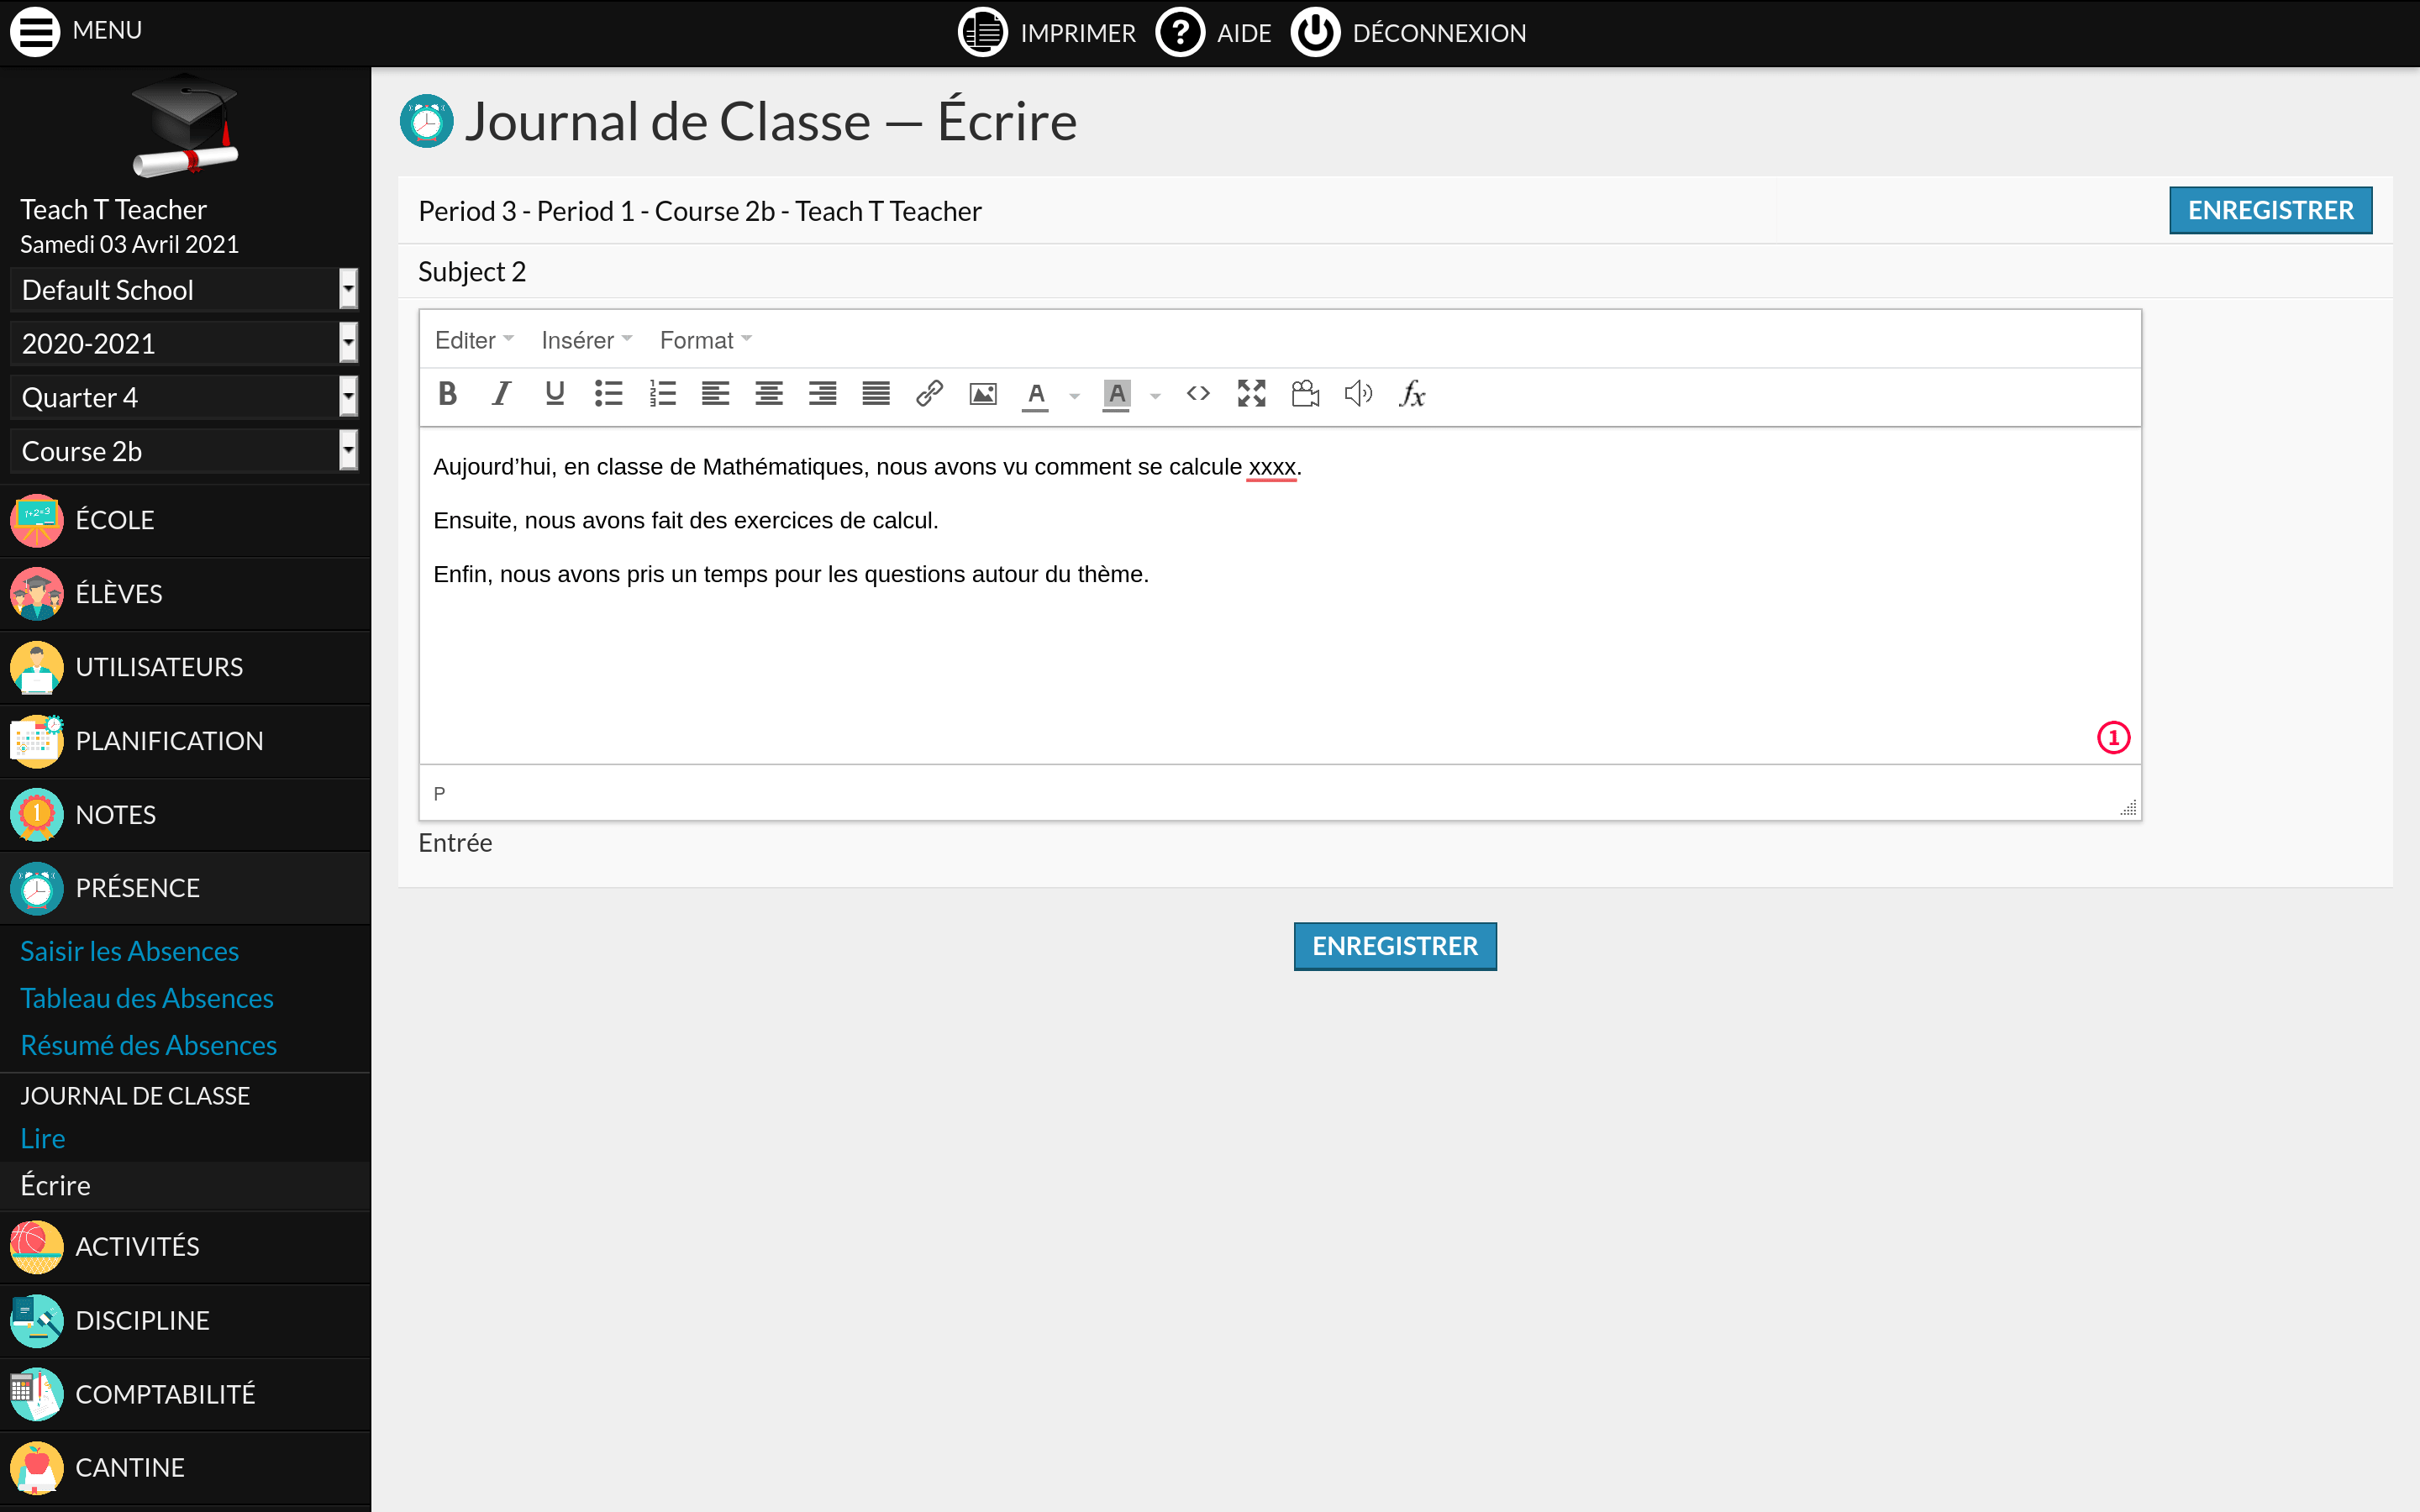 MENU
IMPRIMER
? AIDE
DÉCONNEXION
Teach T Teacher
Samedi 03 Avril 2021
Default School
2020-2021
Quarter 4
Course 2b
1+2=3
ÉCOLE
ÉLÈVES
UTILISATEURS
PLANIFICATION
1
NOTES
PRÉSENCE
Saisir les Absences
Tableau des Absences
Résumé des Absences
JOURNAL DE CLASSE
Lire
Écrire
ACTIVITÉS
DISCIPLINE
COMPTABILITÉ
CANTINE
Journal de Classe — Écrire
Period 3 - Period 1 - Course 2b - Teach T Teacher
ENREGISTRER
Subject 2
Editer Insérer Format
B I U A A <> fx
Aujourd’hui, en classe de Mathématiques, nous avons vu comment se calcule xxxx.
Ensuite, nous avons fait des exercices de calcul.
Enfin, nous avons pris un temps pour les questions autour du thème.
1
P
Entrée
ENREGISTRER